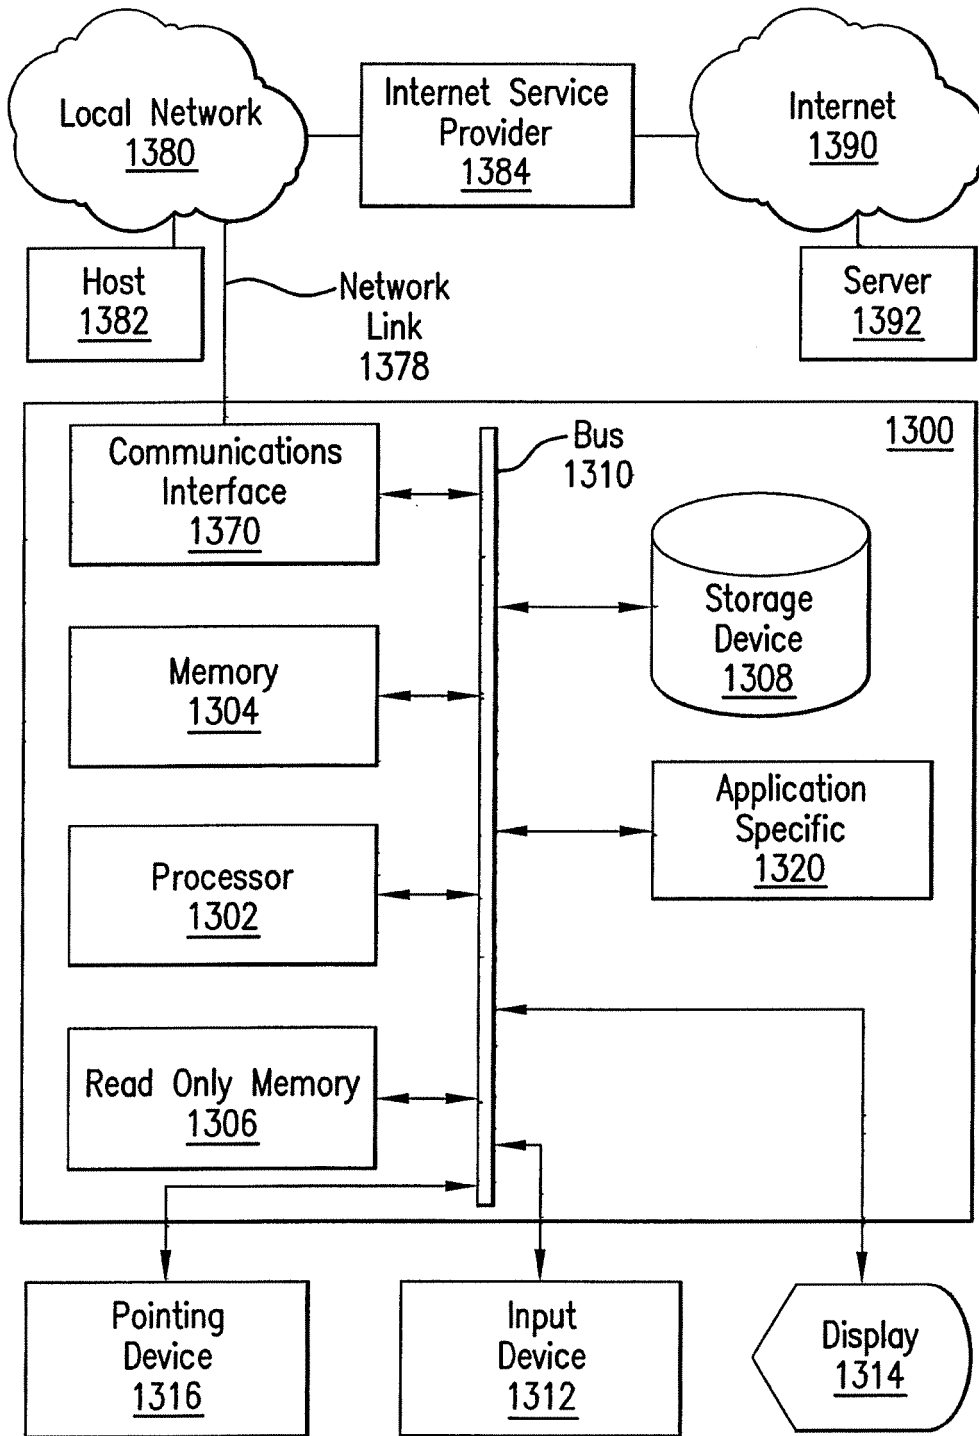 Local Network
1380
Internet Service
Provider
1384
Internet
1390
Host
1382
Network
Link
1378
Server
1392
1300
Communications
Interface
1370
Bus
1310
Storage
Device
1308
Memory
1304
Application
Specific
1320
Processor
1302
Read Only Memory
1306
Pointing
Device
1316
Input
Device
1312
Display
1314